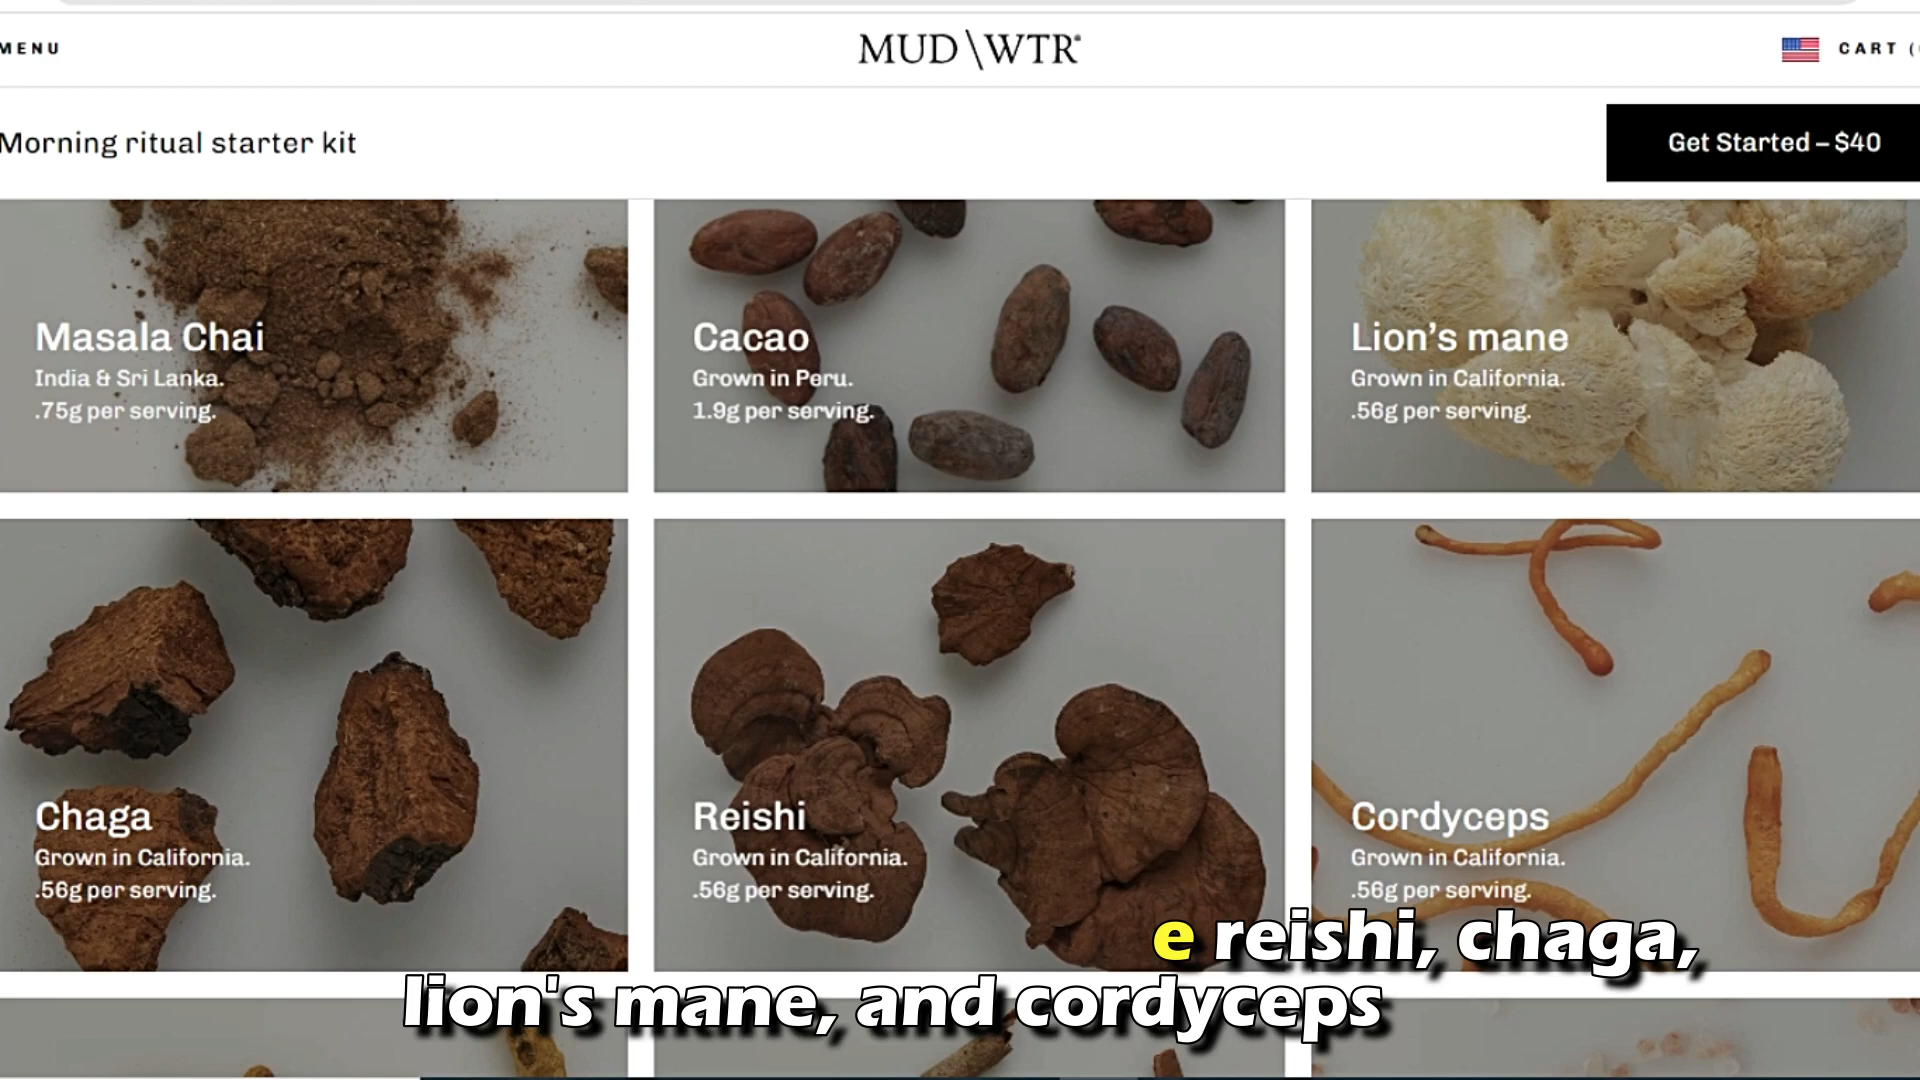 MENU
MUD\WTR®
CART (
Morning ritual starter kit
Get Started – $40
Masala Chai
India & Sri Lanka.
.75g per serving.
Cacao
Grown in Peru.
1.9g per serving.
Lion’s mane
Grown in California.
.56g per serving.
Chaga
Grown in California.
.56g per serving.
Reishi
Grown in California.
.56g per serving.
Cordyceps
Grown in California.
.56g per serving.
e reishi, chaga,
lion's mane, and cordyceps